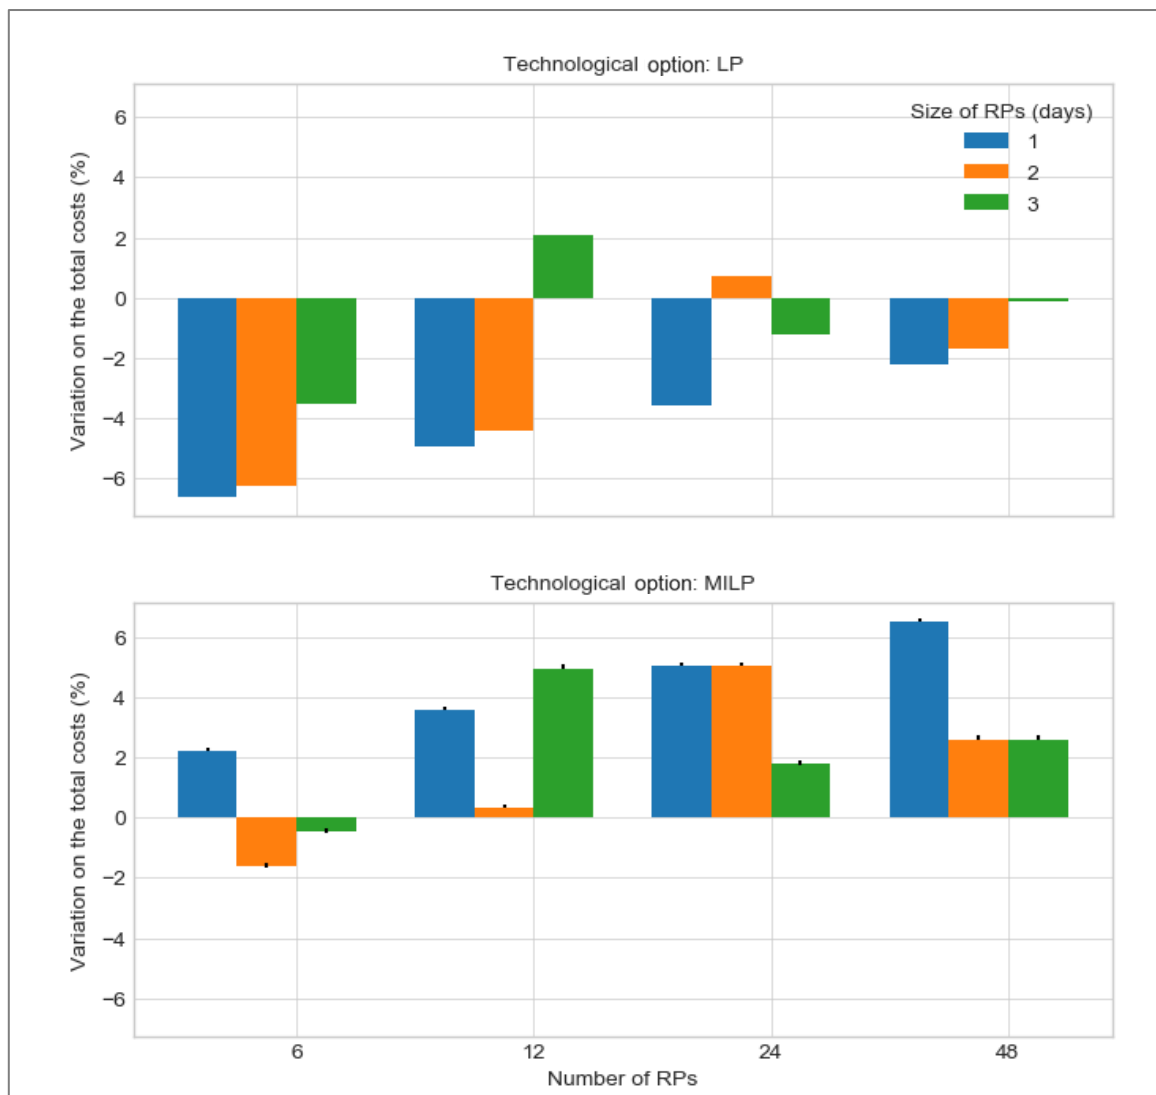 Technological option: LP
Variation on the total costs (%)
6
4
2
0
−2
−4
−6
Size of RPs (days)
1
2
3
Technological option: MILP
Variation on the total costs (%)
6
4
2
0
−2
−4
−6
6 12 24 48
Number of RPs